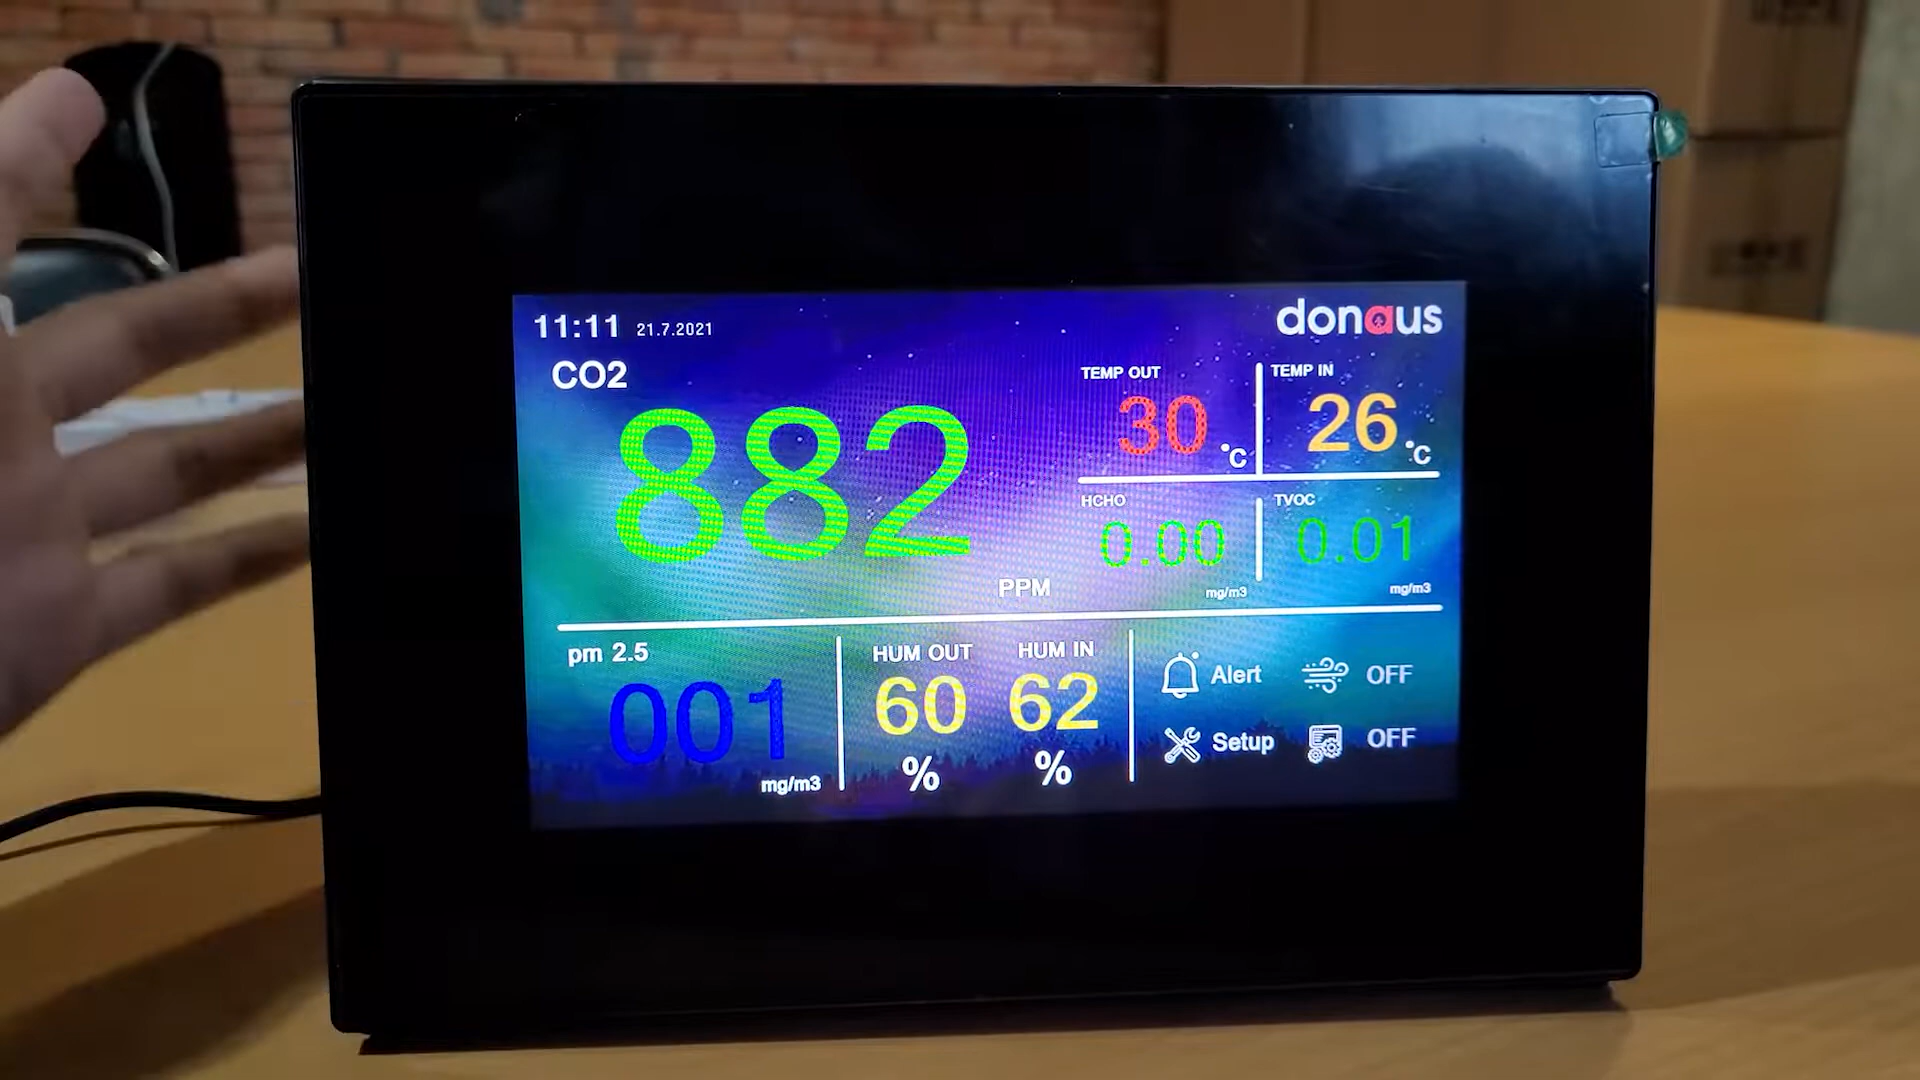 11:11 21.7.2021
donaus
CO2
882
PPM
TEMP OUT
30 °C
TEMP IN
26 °C
HCHO
0.00
mg/m3
TVOC
0.01
mg/m3
pm 2.5
001
mg/m3
HUM OUT
60
%
HUM IN
62
%
Alert
OFF
Setup
OFF